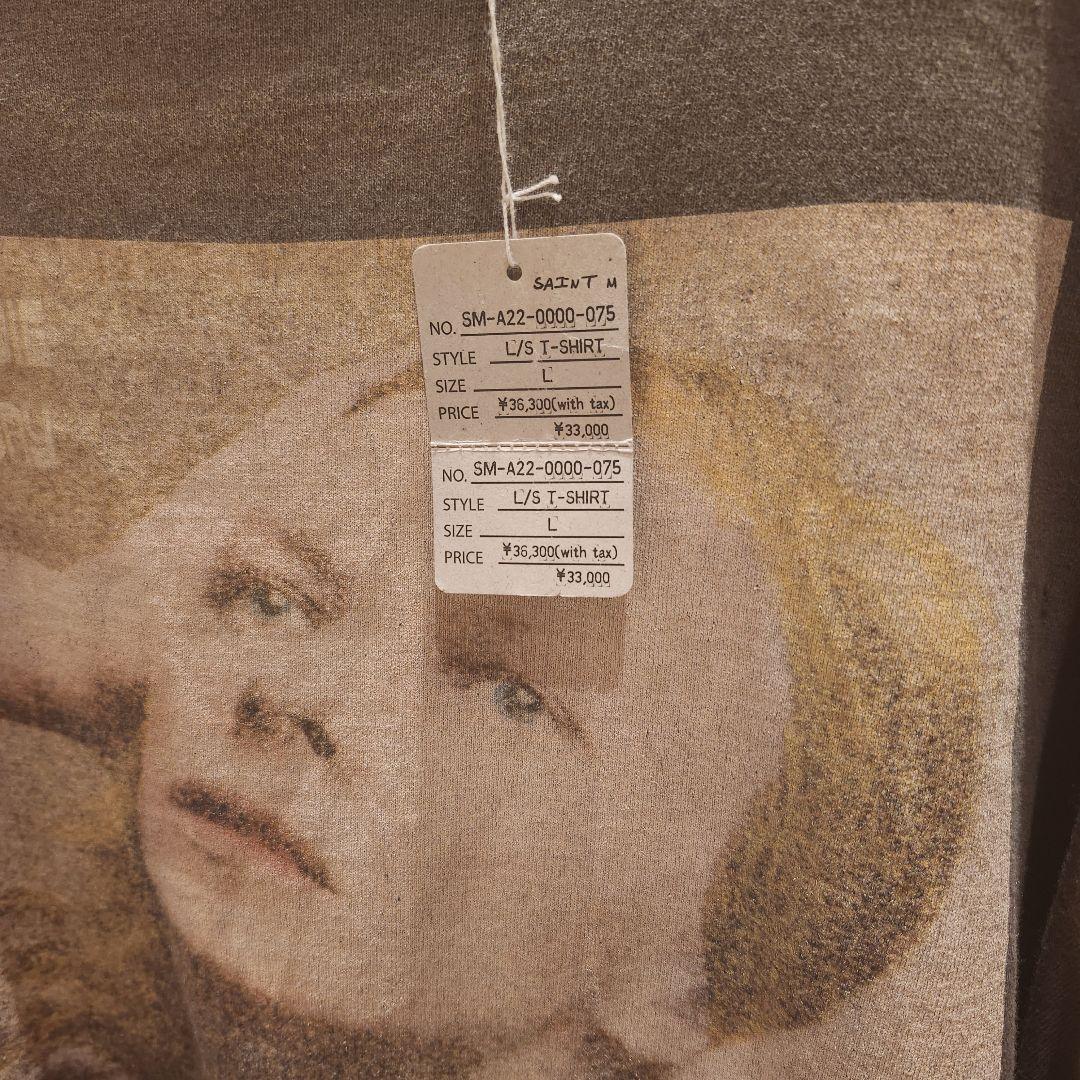 SAINT M
NO. SM-A22-0000-075
STYLE L/S T-SHIRT
SIZE L
PRICE ¥36,300(with tax)
¥33,000
NO. SM-A22-0000-075
STYLE L/S T-SHIRT
SIZE L
PRICE ¥36,300(with tax)
¥33,000